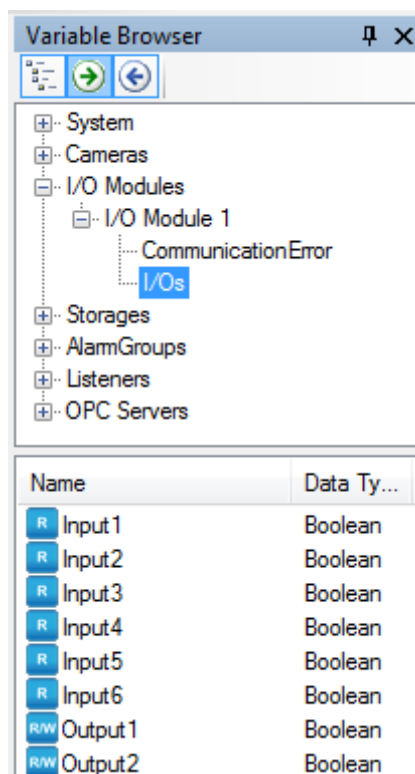 Variable Browser
System
Cameras
I/O Modules
I/O Module 1
CommunicationError
I/Os
Storages
AlarmGroups
Listeners
OPC Servers
Name Data Ty...
R Input1 Boolean
R Input2 Boolean
R Input3 Boolean
R Input4 Boolean
R Input5 Boolean
R Input6 Boolean
R/W Output1 Boolean
R/W Output2 Boolean